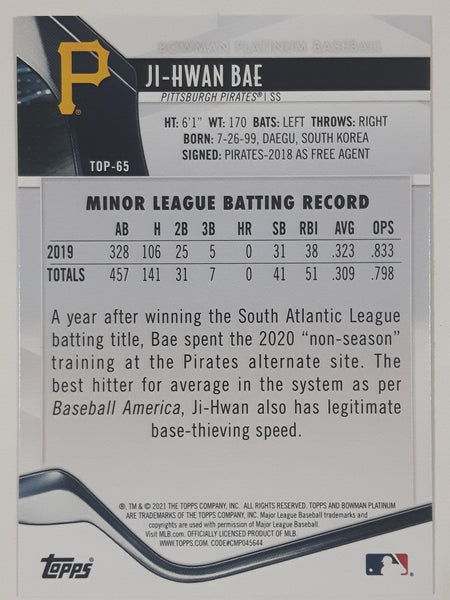 BOWMAN PLATINUM BASEBALL
P
JI-HWAN BAE
PITTSBURGH PIRATES® | SS
HT: 6'1" WT: 170 BATS: LEFT THROWS: RIGHT
BORN: 7-26-99, DAEGU, SOUTH KOREA
SIGNED: PIRATES-2018 AS FREE AGENT
TOP-65
MINOR LEAGUE BATTING RECORD
AB H 2B 3B HR SB RBI AVG OPS
2019 328 106 25 5 0 31 38 .323 .833
TOTALS 457 141 31 7 0 41 51 .309 .798
A year after winning the South Atlantic League
batting title, Bae spent the 2020 “non-season”
training at the Pirates alternate site. The
best hitter for average in the system as per
Baseball America, Ji-Hwan also has legitimate
base-thieving speed.
®, TM & © 2021 THE TOPPS COMPANY, INC. ALL RIGHTS RESERVED. TOPPS AND BOWMAN PLATINUM
ARE TRADEMARKS OF THE TOPPS COMPANY, INC. Major League Baseball trademarks and
copyrights are used with permission of Major League Baseball.
Visit MLB.com. OFFICIALLY LICENSED PRODUCT OF MLB.
WWW.TOPPS.COM. CODE#CMP045644
TOPPS